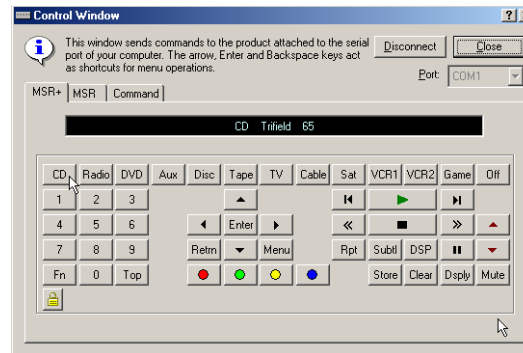 Control Window
?
This window sends commands to the product attached to the serial
port of your computer. The arrow, Enter and Backspace keys act
as shortcuts for menu operations.
Disconnect
Close
Port:
COM1
MSR+
MSR
Command
CD Trifield 65
CD Radio DVD Aux Disc Tape TV Cable Sat VCR1 VCR2 Game Off
1 2 3
4 5 6 Enter
7 8 9 Retrn Menu Rpt Subtl DSP
Fn 0 Top Store Clear Dsply Mute